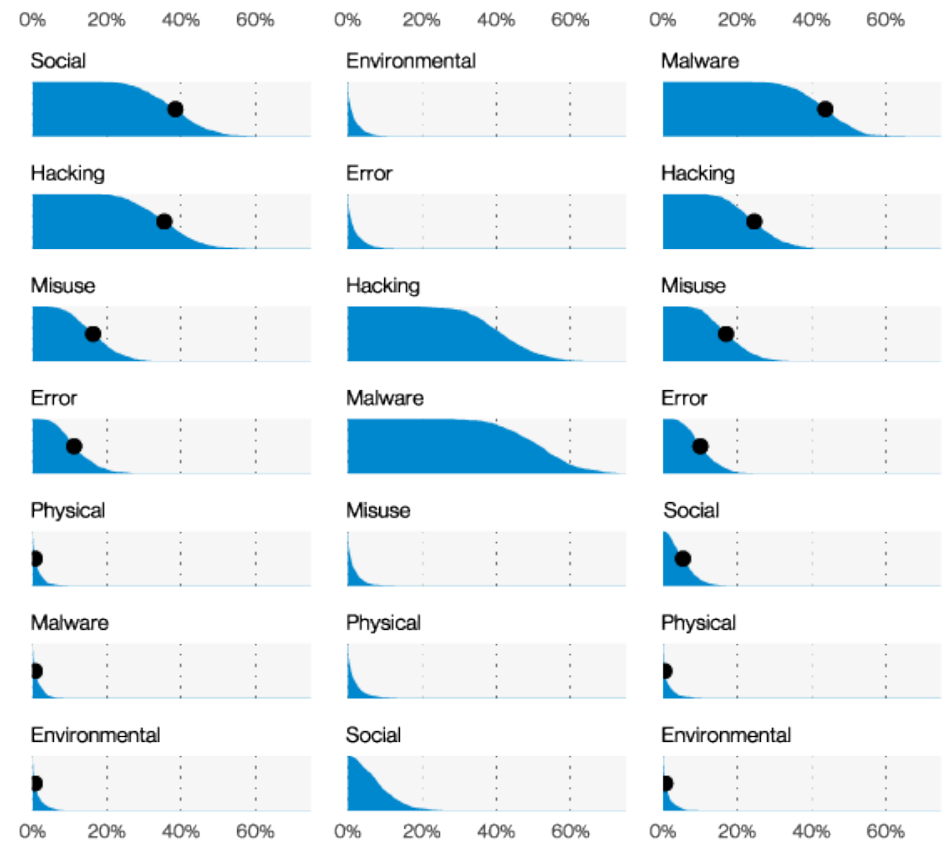 0% 20% 40% 60% 0% 20% 40% 60% 0% 20% 40% 60%
Social Environmental Malware
Hacking Error Hacking
Misuse Hacking Misuse
Error Malware Error
Physical Misuse Social
Malware Physical Physical
Environmental Social Environmental
0% 20% 40% 60% 0% 20% 40% 60% 0% 20% 40% 60%